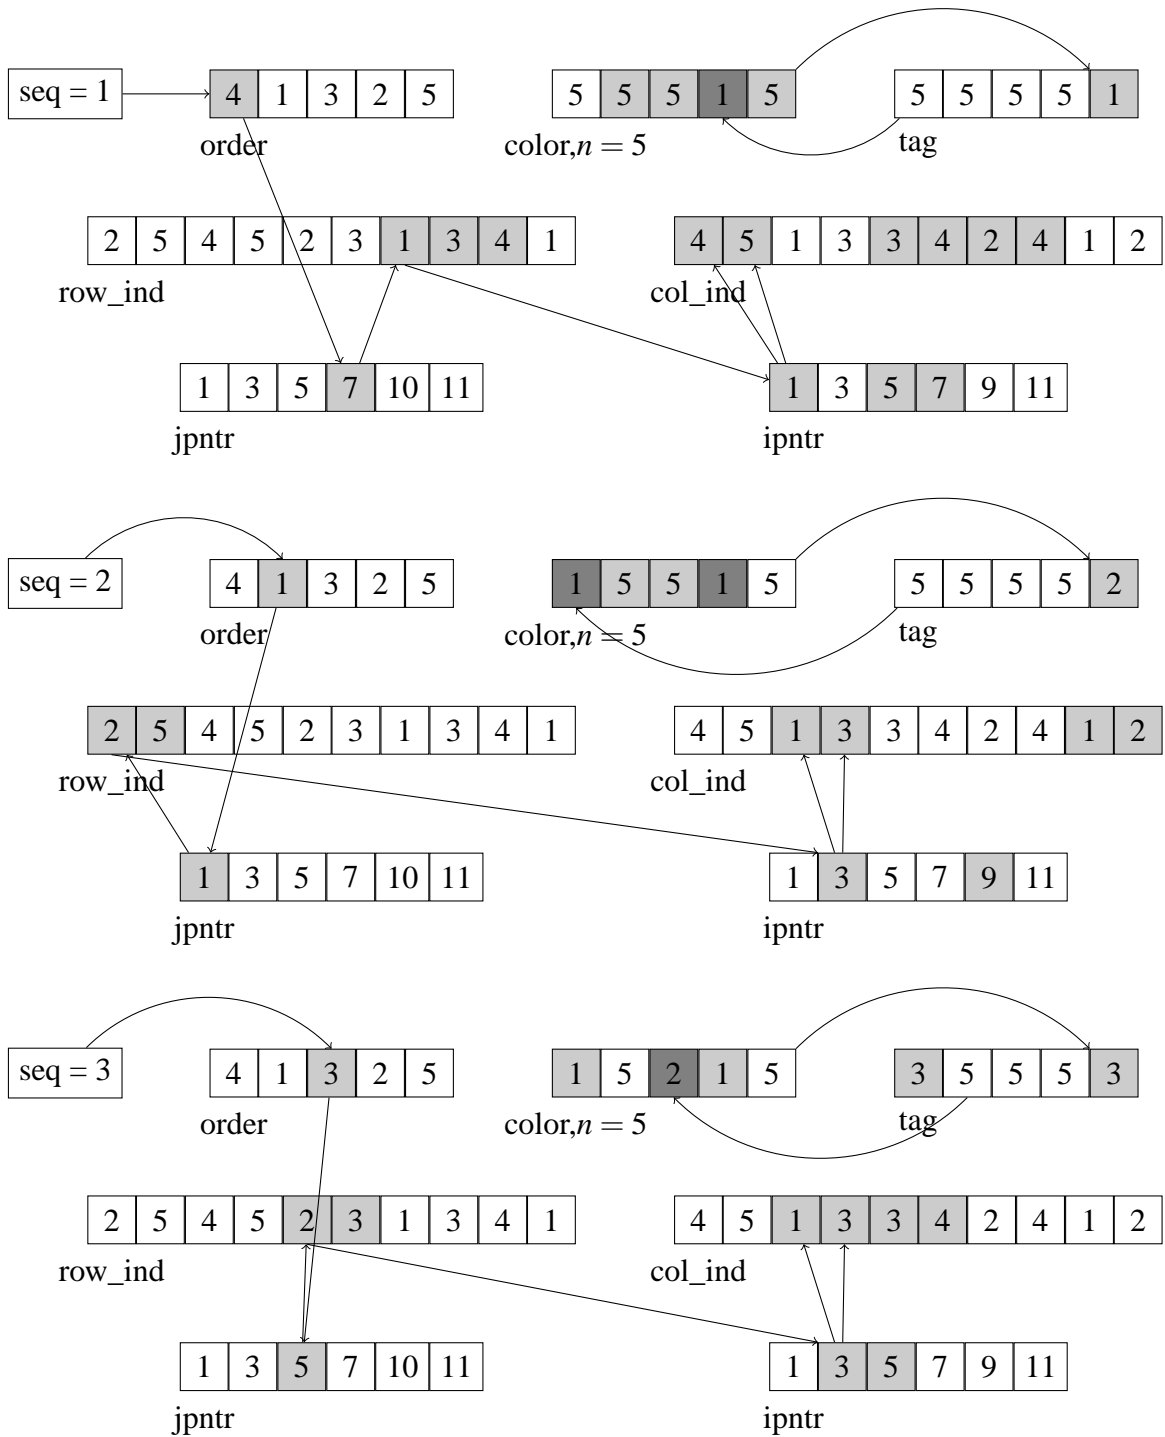 seq = 1 4 1 3 2 5 5 5 5 1 5 5 5 5 5 1
order color,n = 5 tag
2 5 4 5 2 3 1 3 4 1 4 5 1 3 3 4 2 4 1 2
row_ind col_ind
1 3 5 7 10 11 1 3 5 7 9 11
jpntr ipntr
seq = 2 4 1 3 2 5 1 5 5 1 5 5 5 5 5 2
order color,n = 5 tag
2 5 4 5 2 3 1 3 4 1 4 5 1 3 3 4 2 4 1 2
row_ind col_ind
1 3 5 7 10 11 1 3 5 7 9 11
jpntr ipntr
seq = 3 4 1 3 2 5 1 5 2 1 5 3 5 5 5 3
order color,n = 5 tag
2 5 4 5 2 3 1 3 4 1 4 5 1 3 3 4 2 4 1 2
row_ind col_ind
1 3 5 7 10 11 1 3 5 7 9 11
jpntr ipntr